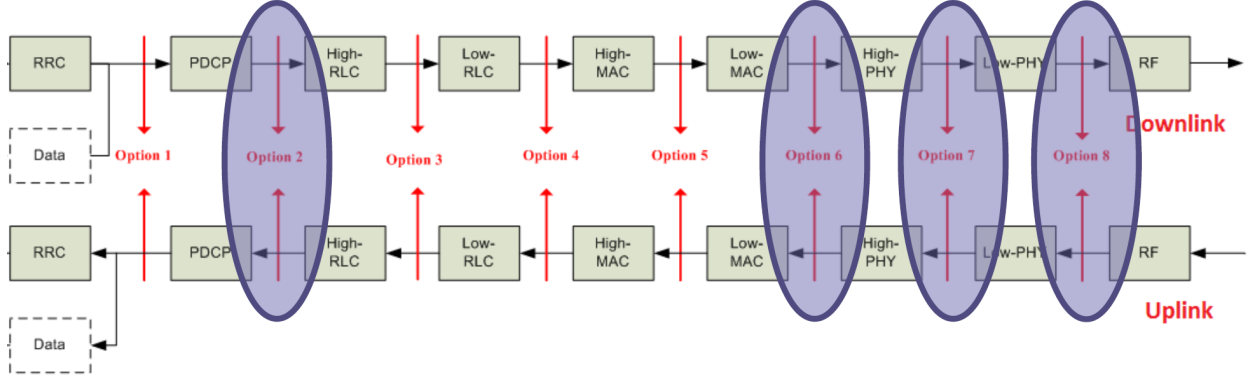 RRC
PDCP
High-
RLC
Low-
RLC
High-
MAC
Low-
MAC
High-
PHY
Low-PHY
RF
Downlink
Data
Option 1
Option 2
Option 3
Option 4
Option 5
Option 6
Option 7
Option 8
RRC
PDCP
High-
RLC
Low-
RLC
High-
MAC
Low-
MAC
High-
PHY
Low-PHY
RF
Uplink
Data